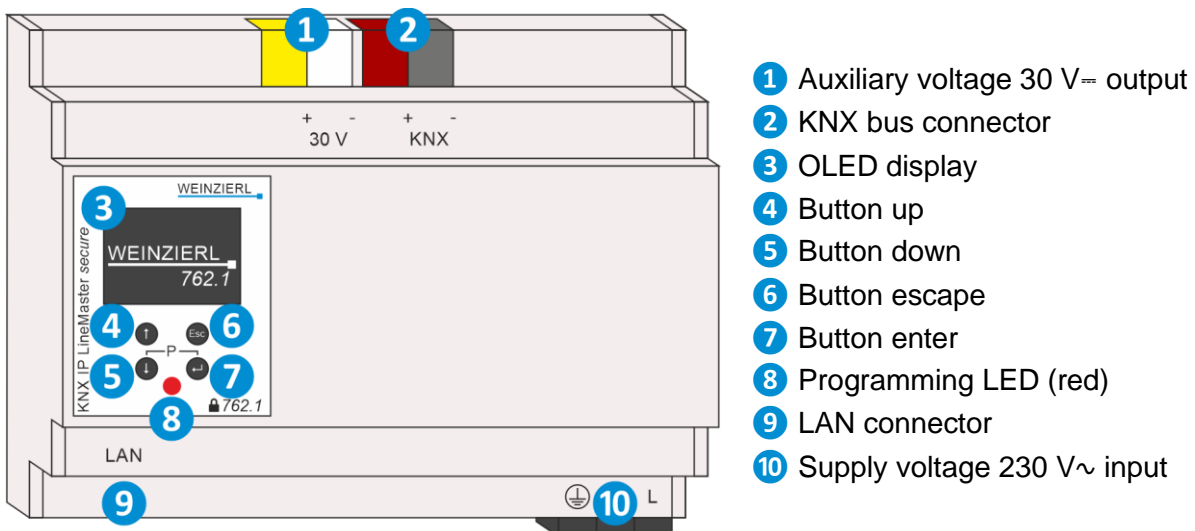 1 2
+ - + -
30 V KNX
WEINZIERL
3
WEINZIERL
762.1
KNX IP LineMaster secure
4 ↑ Esc 6
P
5 ↓ ↵ 7
8 762.1
LAN
9
10 L
1 Auxiliary voltage 30 V⎓ output
2 KNX bus connector
3 OLED display
4 Button up
5 Button down
6 Button escape
7 Button enter
8 Programming LED (red)
9 LAN connector
10 Supply voltage 230 V∿ input